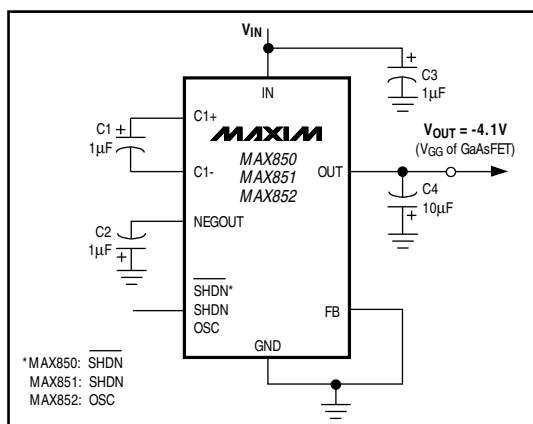 VIN
C3
1µF
IN
C1+
C1
1µF
MAXIM
VOUT = -4.1V
(VGG of GaAsFET)
MAX850
MAX851
MAX852
OUT
C1-
C4
10µF
NEGOUT
C2
1µF
SHDN*
SHDN
OSC
FB
GND
*MAX850: SHDN
MAX851: SHDN
MAX852: OSC